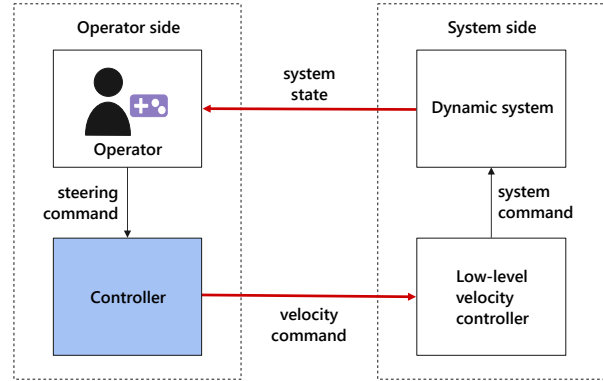 Operator side
System side
system
state
Operator
Dynamic system
steering
command
system
command
Controller
Low-level
velocity
controller
velocity
command